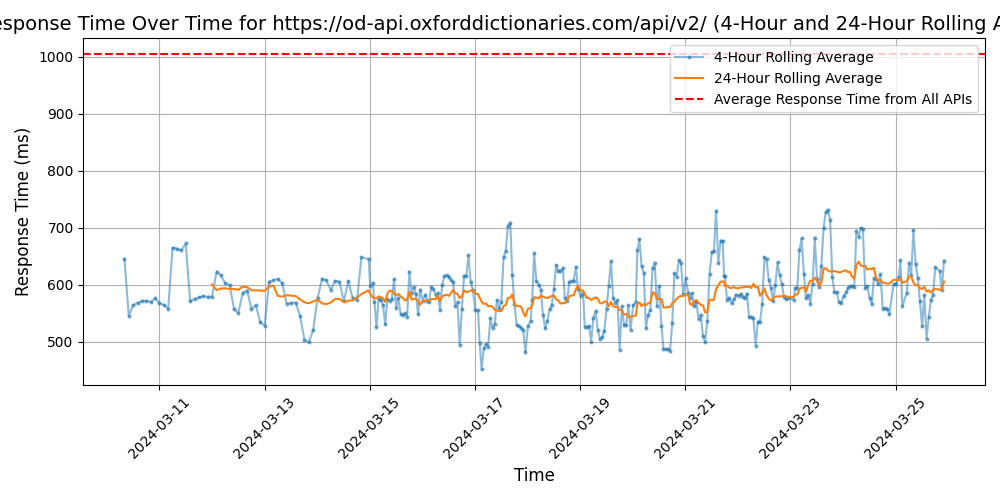 esponse Time Over Time for https://od-api.oxforddictionaries.com/api/v2/ (4-Hour and 24-Hour Rolling A
4-Hour Rolling Average
24-Hour Rolling Average
Average Response Time from All APIs
Response Time (ms)
1000
900
800
700
600
500
2024-03-11
2024-03-13
2024-03-15
2024-03-17
2024-03-19
2024-03-21
2024-03-23
2024-03-25
Time